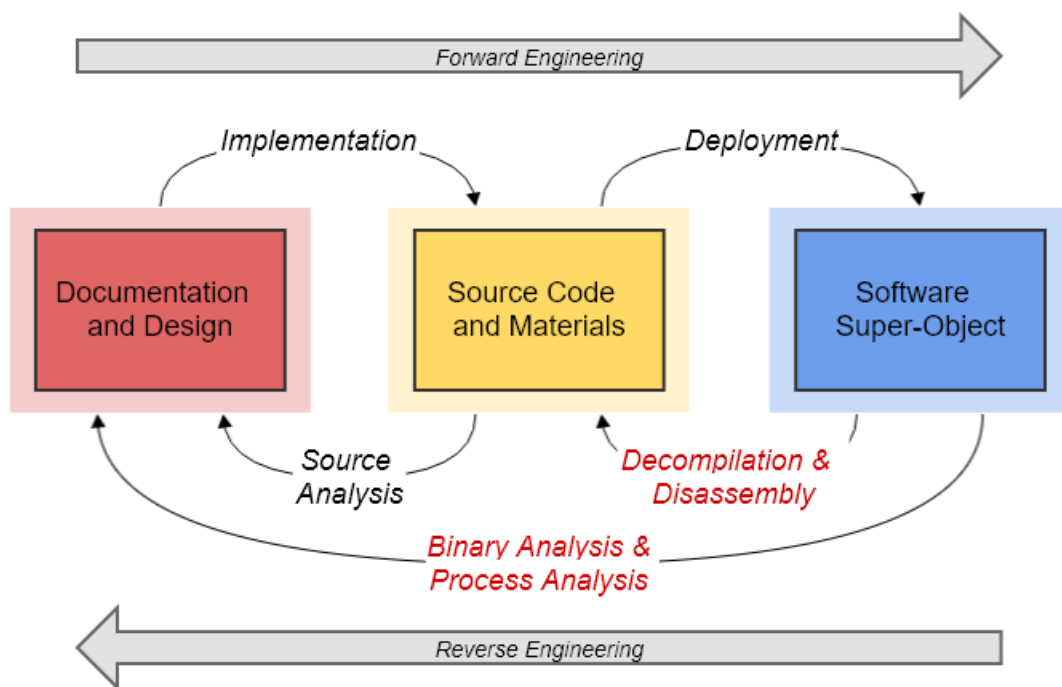 Forward Engineering
Implementation
Deployment
Documentation
and Design
Source Code
and Materials
Software
Super-Object
Source
Analysis
Decompilation &
Disassembly
Binary Analysis &
Process Analysis
Reverse Engineering